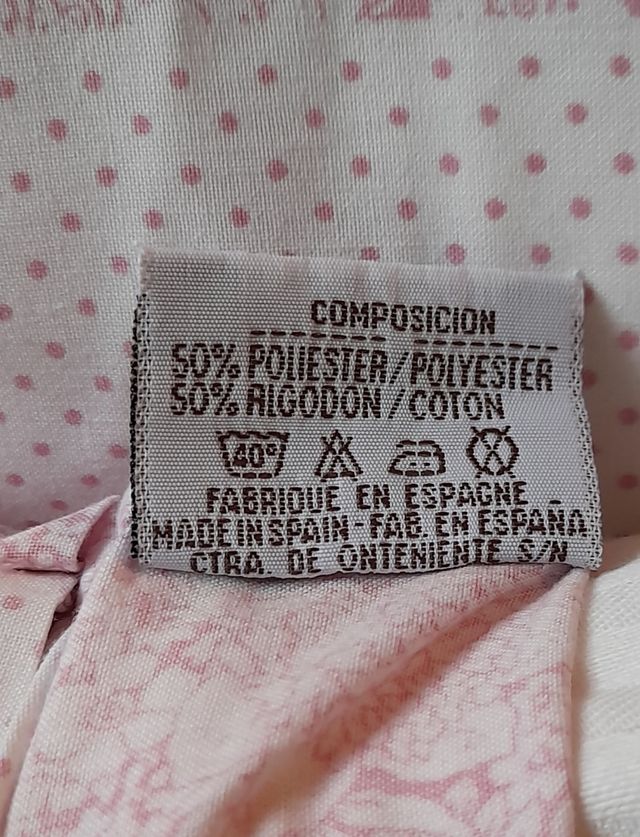 COMPOSICION
50% POLIESTER/POLYESTER
50% ALGODON/COTON
40°
FABRIQUE EN ESPAGNE
MADE IN SPAIN - FAB. EN ESPAÑA
CTRA. DE ONTENIENTE S/N